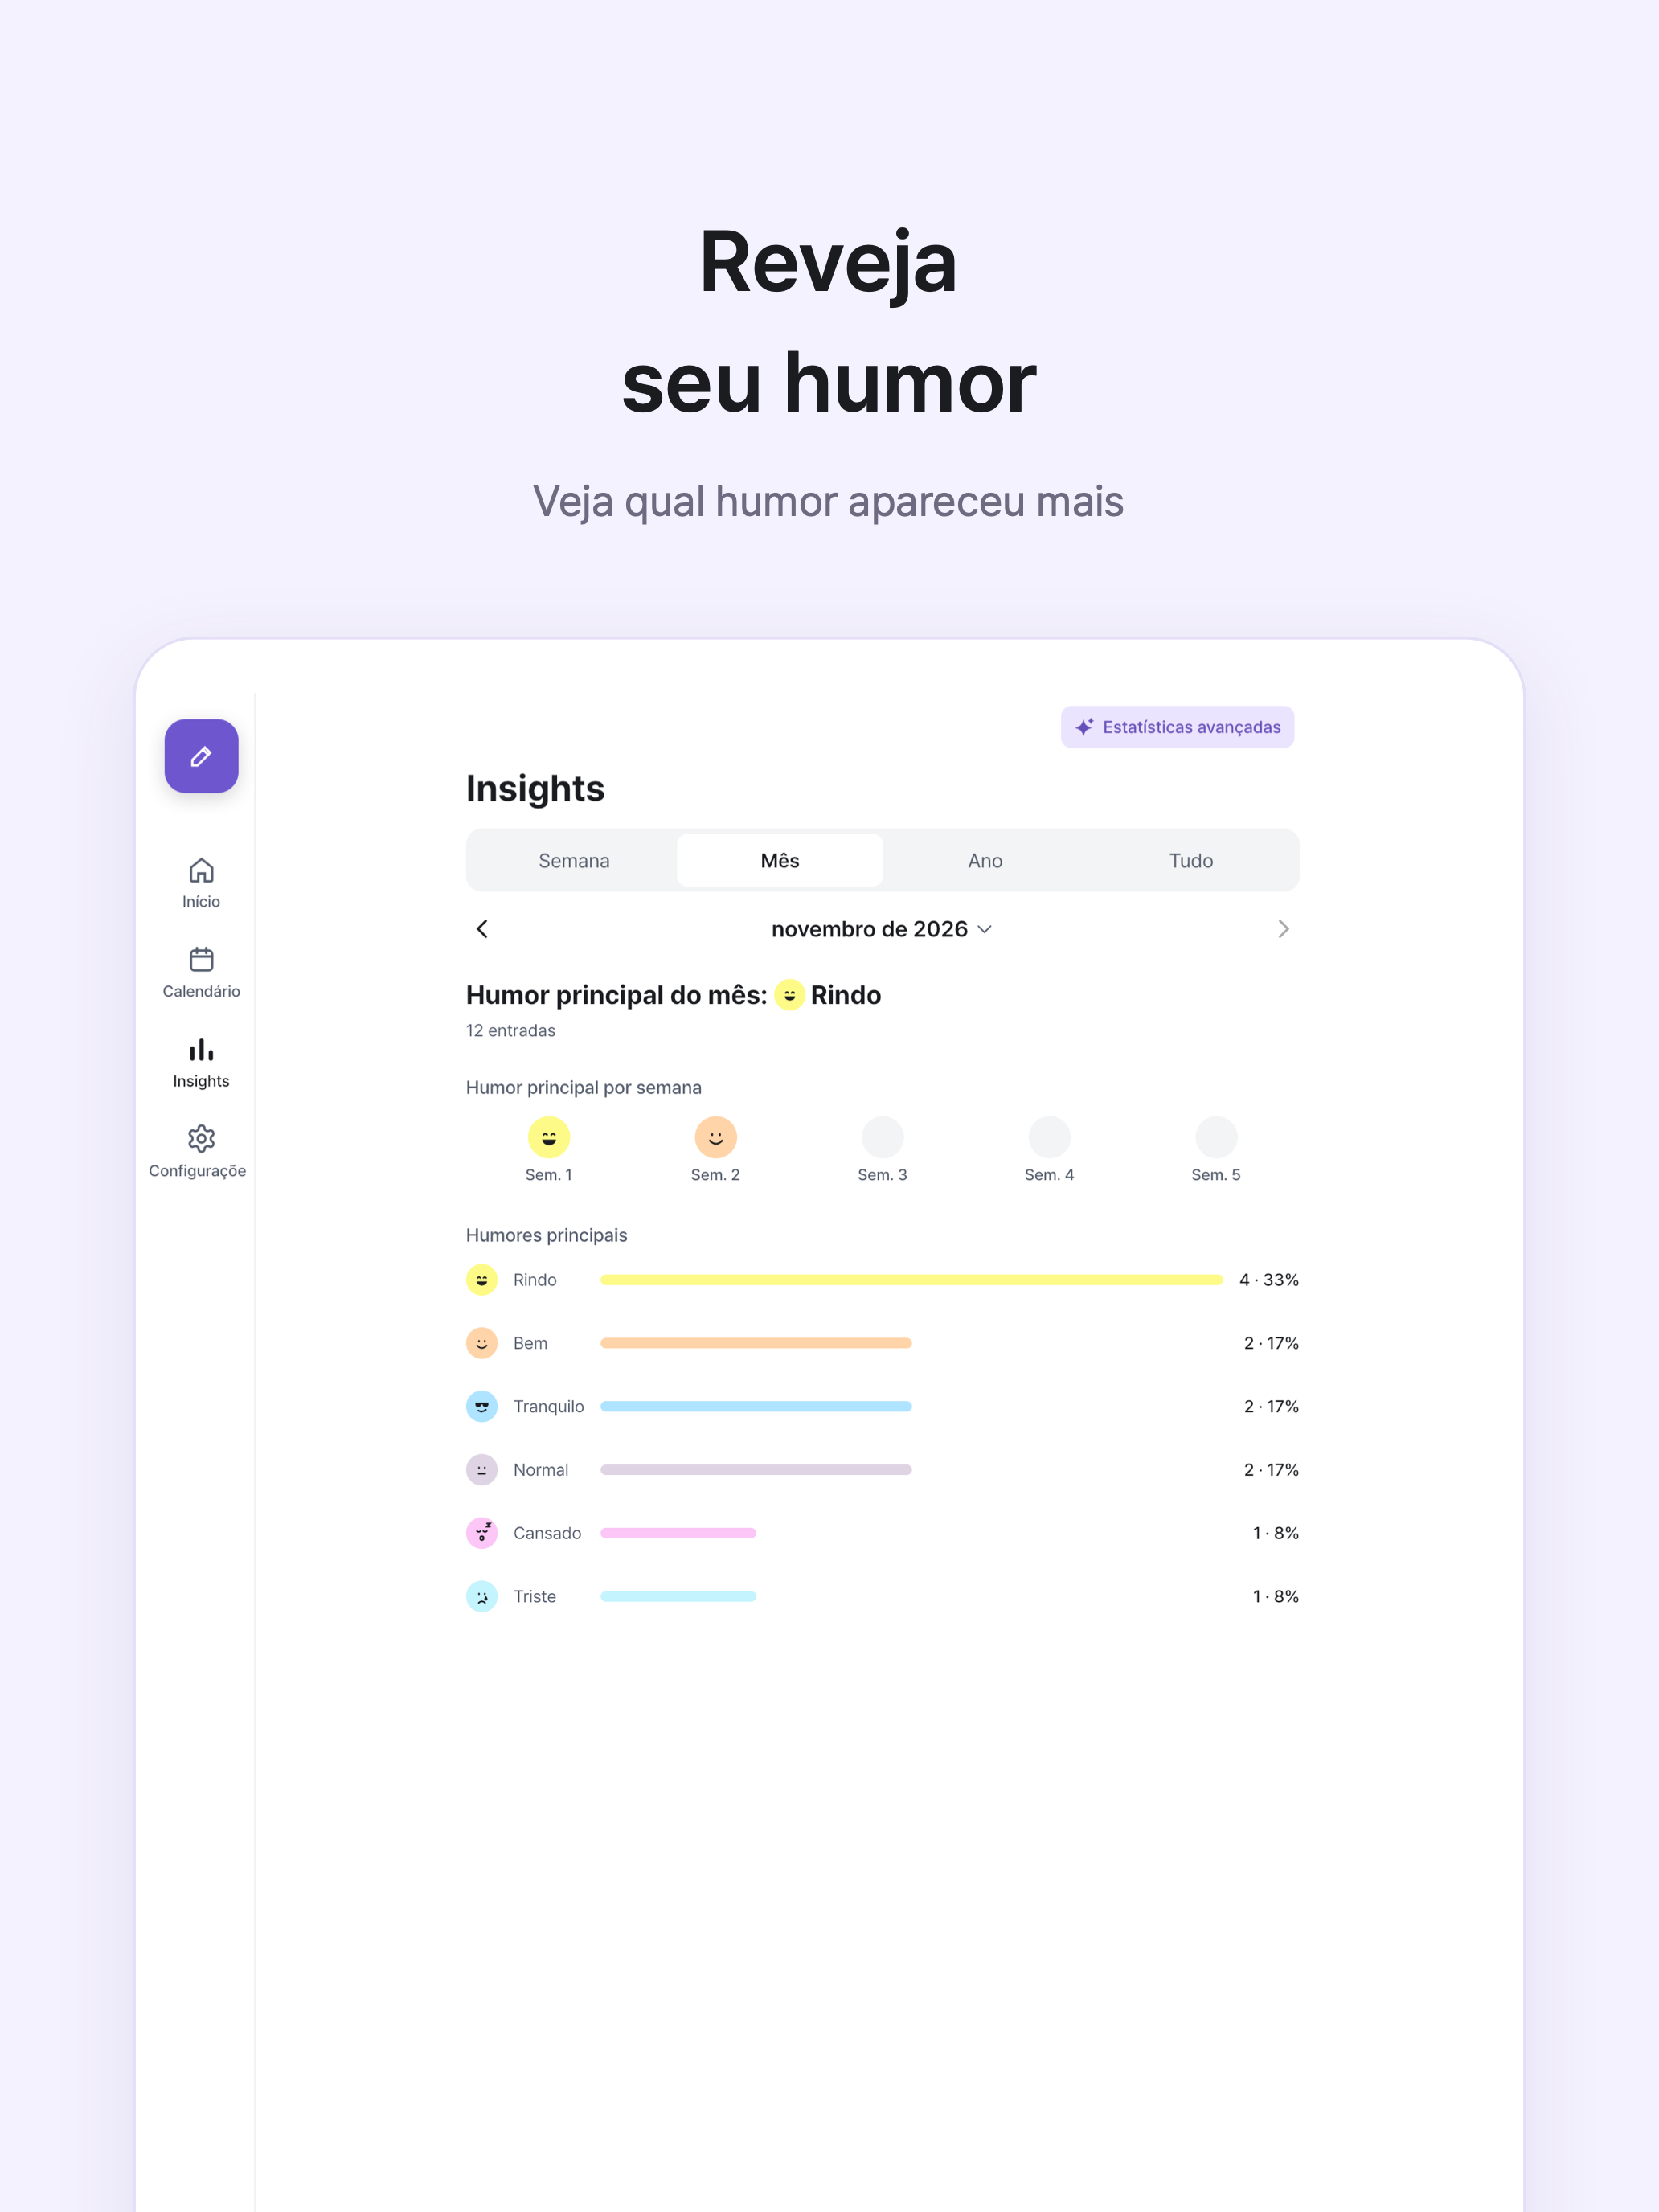 Reveja
seu humor
Veja qual humor apareceu mais
Estatísticas avançadas
Insights
Semana Mês Ano Tudo
novembro de 2026
Início
Calendário
Insights
Configuraçõe
Humor principal do mês: Rindo
12 entradas
Humor principal por semana
Sem. 1 Sem. 2 Sem. 3 Sem. 4 Sem. 5
Humores principais
Rindo 4 · 33%
Bem 2 · 17%
Tranquilo 2 · 17%
Normal 2 · 17%
Cansado 1 · 8%
Triste 1 · 8%